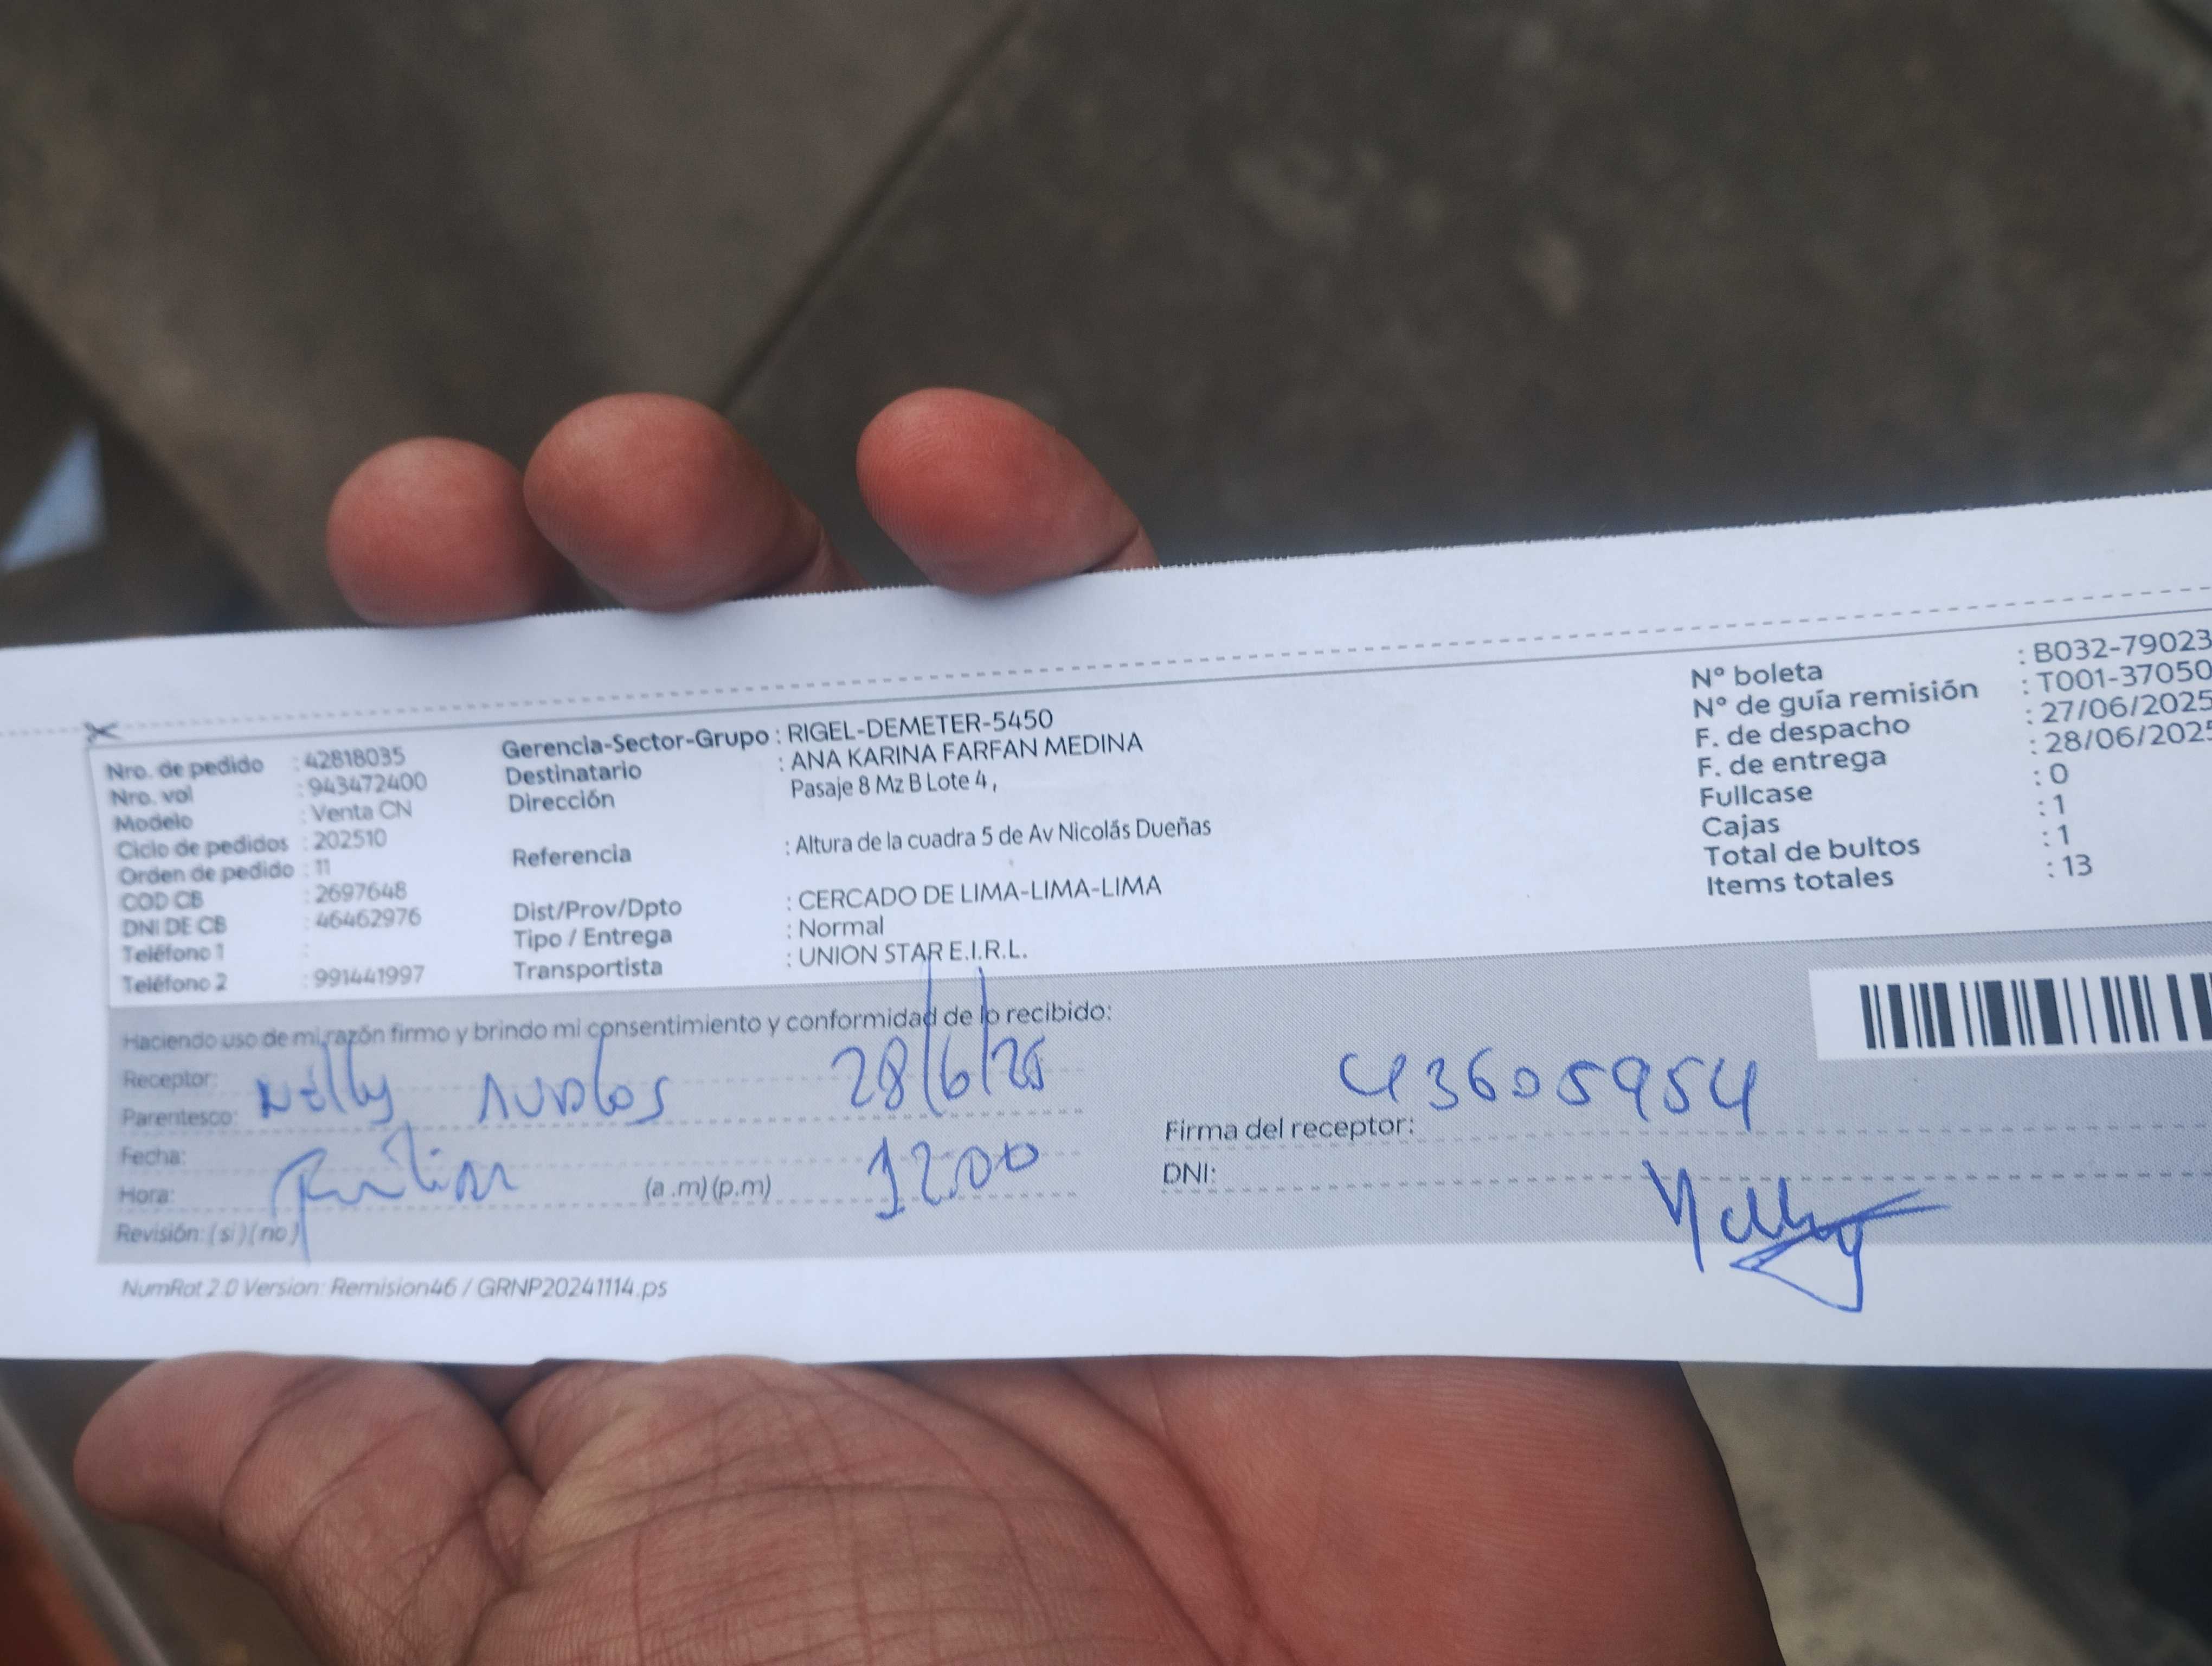 Nro. de pedido : 42818035
Nro. vol : 943472400
Modelo : Venta CN
Ciclo de pedidos : 202510
Orden de pedido : 11
COD CB : 2697648
DNI DE CB : 46462976
Teléfono 1 :
Teléfono 2 : 991441997
Gerencia-Sector-Grupo : RIGEL-DEMETER-5450
Destinatario : ANA KARINA FARFAN MEDINA
Dirección Pasaje 8 Mz B Lote 4 ,
Referencia : Altura de la cuadra 5 de Av Nicolás Dueñas
Dist/Prov/Dpto : CERCADO DE LIMA-LIMA-LIMA
Tipo / Entrega : Normal
Transportista : UNION STAR E.I.R.L.
N° boleta : B032-79023
N° de guía remisión : T001-37050
F. de despacho : 27/06/2025
F. de entrega : 28/06/2025
Fullcase : 0
Cajas : 1
Total de bultos : 1
Items totales : 13
Haciendo uso de mi razón firmo y brindo mi consentimiento y conformidad de lo recibido:
Receptor: Nelly 28/6/25
Parentesco:
Fecha:
Hora: (a .m) (p.m) 12:00
Revisión: ( si ) ( no )
43605954
Firma del receptor:
DNI:
Nelly
NumRot 2.0 Version: Remision46 / GRNP20241114.ps